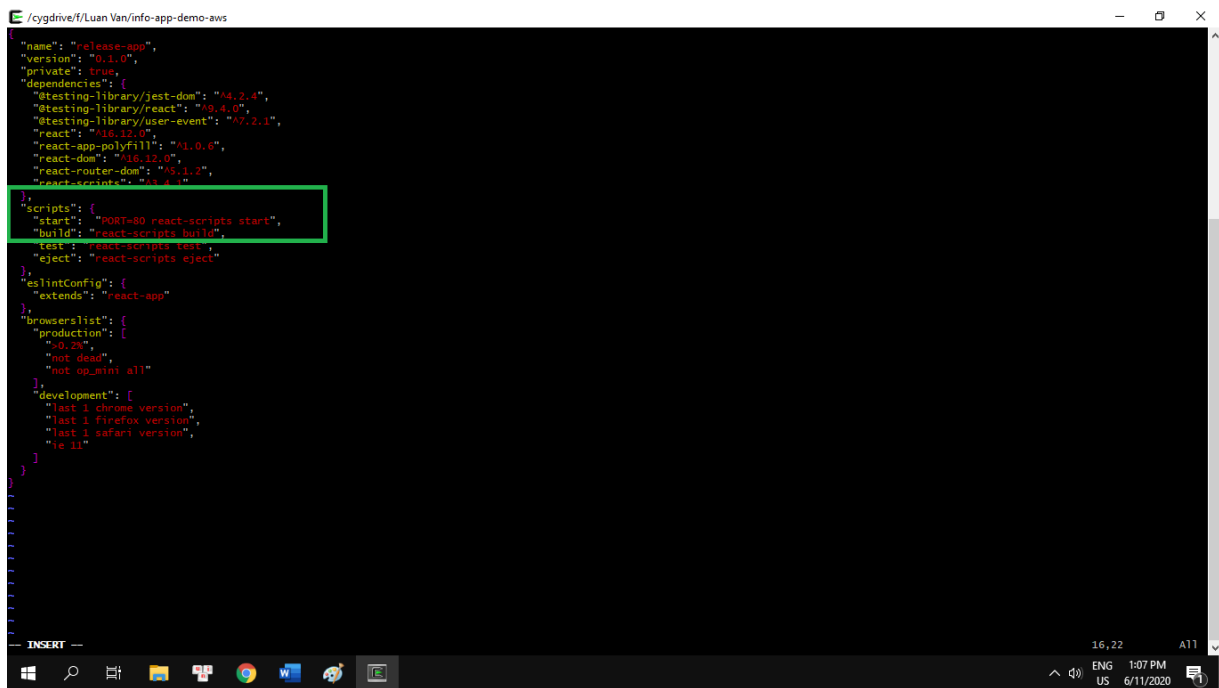 /cygdrive/f/Luan Van/info-app-demo-aws
{
"name": "release-app",
"version": "0.1.0",
"private": true,
"dependencies": {
"@testing-library/jest-dom": "^4.2.4",
"@testing-library/react": "^9.4.0",
"@testing-library/user-event": "^7.2.1",
"react": "^16.12.0",
"react-app-polyfill": "^1.0.6",
"react-dom": "^16.12.0",
"react-router-dom": "^5.1.2",
"react-scripts": "^3.4.1"
},
"scripts": {
"start":  "PORT=80 react-scripts start",
"build": "react-scripts build",
"test": "react-scripts test",
"eject": "react-scripts eject"
},
"eslintConfig": {
"extends": "react-app"
},
"browserslist": {
"production": [
">0.2%",
"not dead",
"not op_mini all"
],
"development": [
"last 1 chrome version",
"last 1 firefox version",
"last 1 safari version",
"ie 11"
]
}
}
~
~
~
~
~
~
~
~
~
~
~
~
-- INSERT -- 16,22 All
ENG 1:07 PM
US 6/11/2020